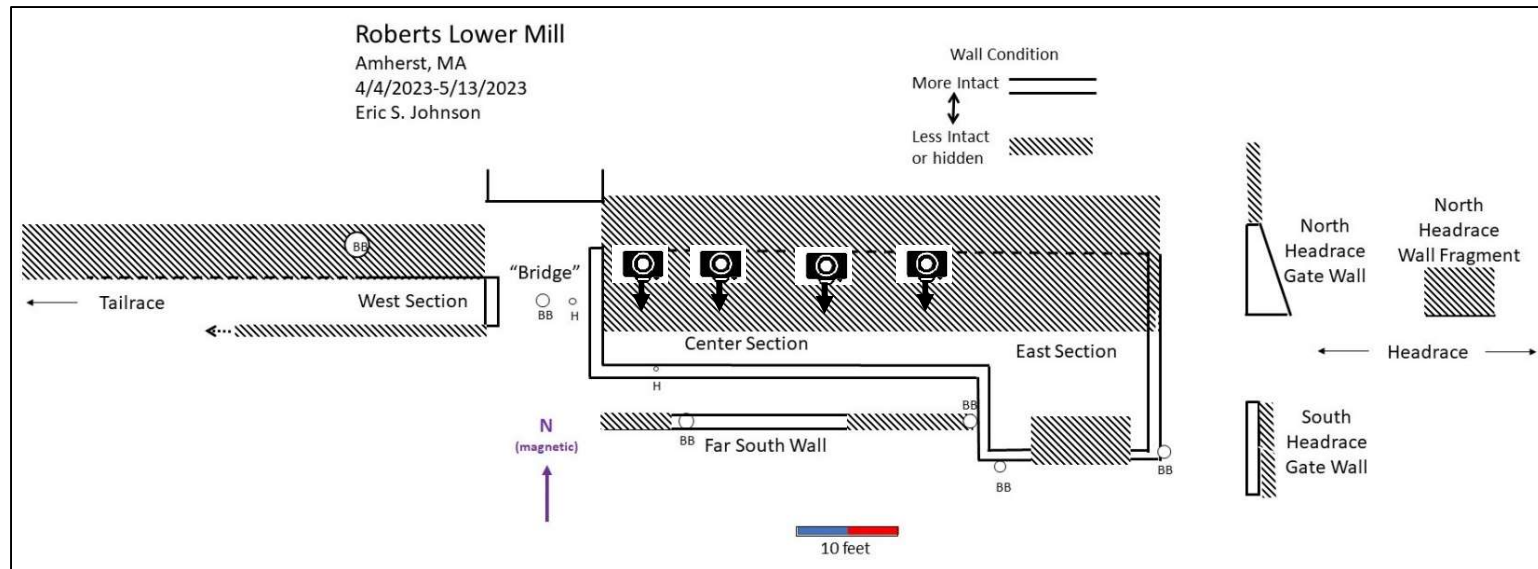 Roberts Lower Mill
Amherst, MA
4/4/2023-5/13/2023
Eric S. Johnson
Wall Condition
More Intact
Less Intact
or hidden
BB
Tailrace
West Section
“Bridge”
BB
H
Center Section
East Section
H
BB
Far South Wall
BB
BB
BB
North
Headrace
Gate Wall
North
Headrace
Wall Fragment
Headrace
South
Headrace
Gate Wall
N
(magnetic)
10 feet